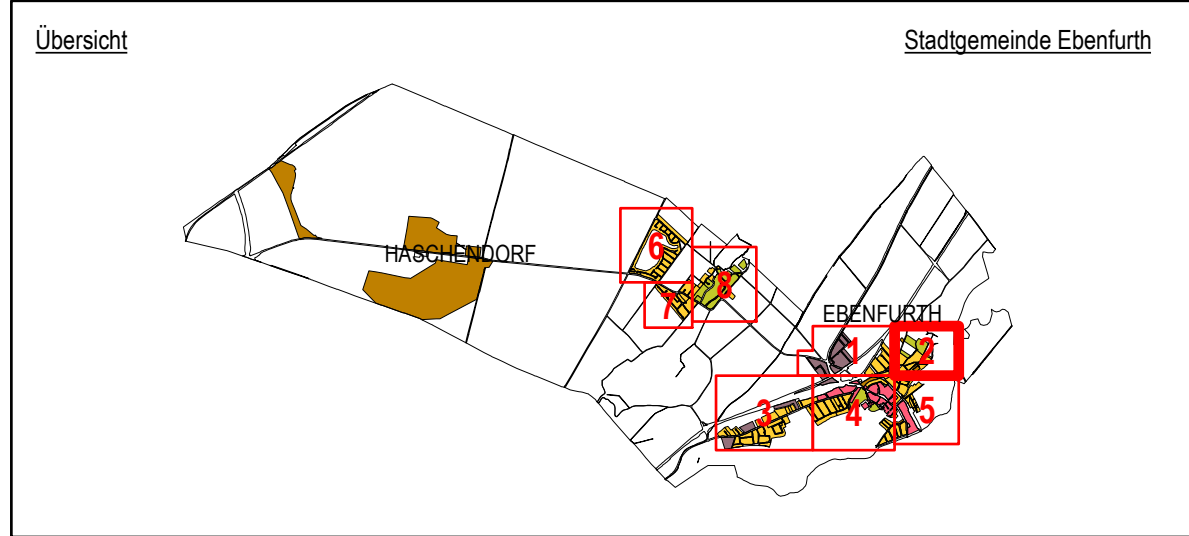 Übersicht
Stadtgemeinde Ebenfurth
HASCHENDORF
6
8
7
EBENFURTH
1
2
3
4
5